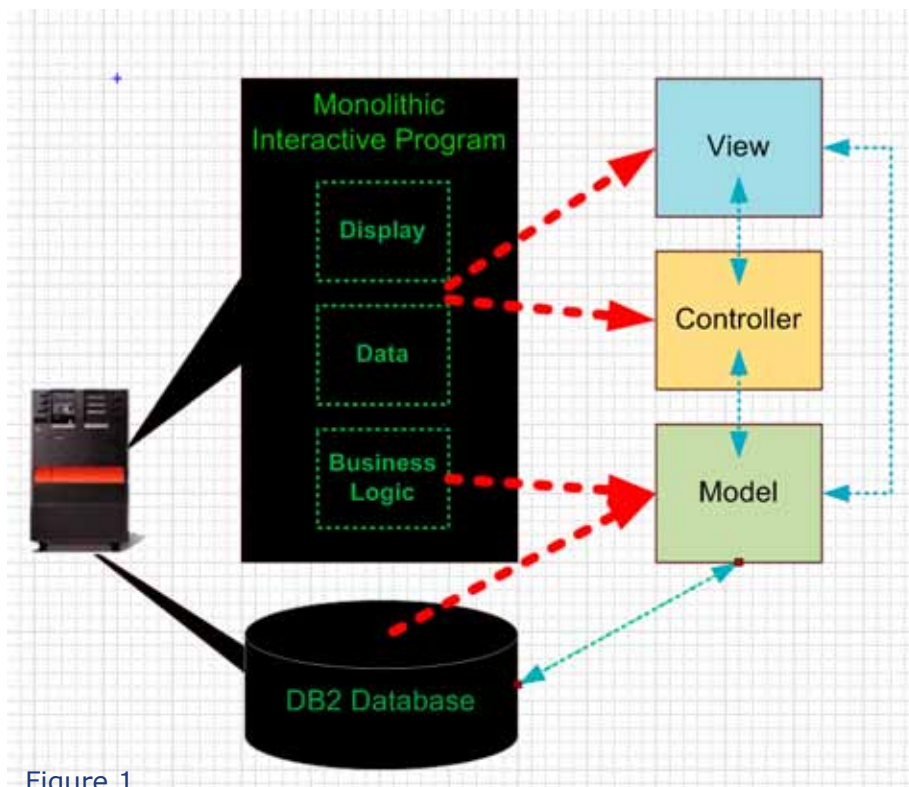 Monolithic
Interactive Program
Display
Data
Business
Logic
DB2 Database
View
Controller
Model
Figure 1